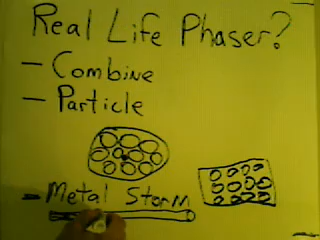 Real Life Phaser?
- Combine
- Particle
- Metal Storm